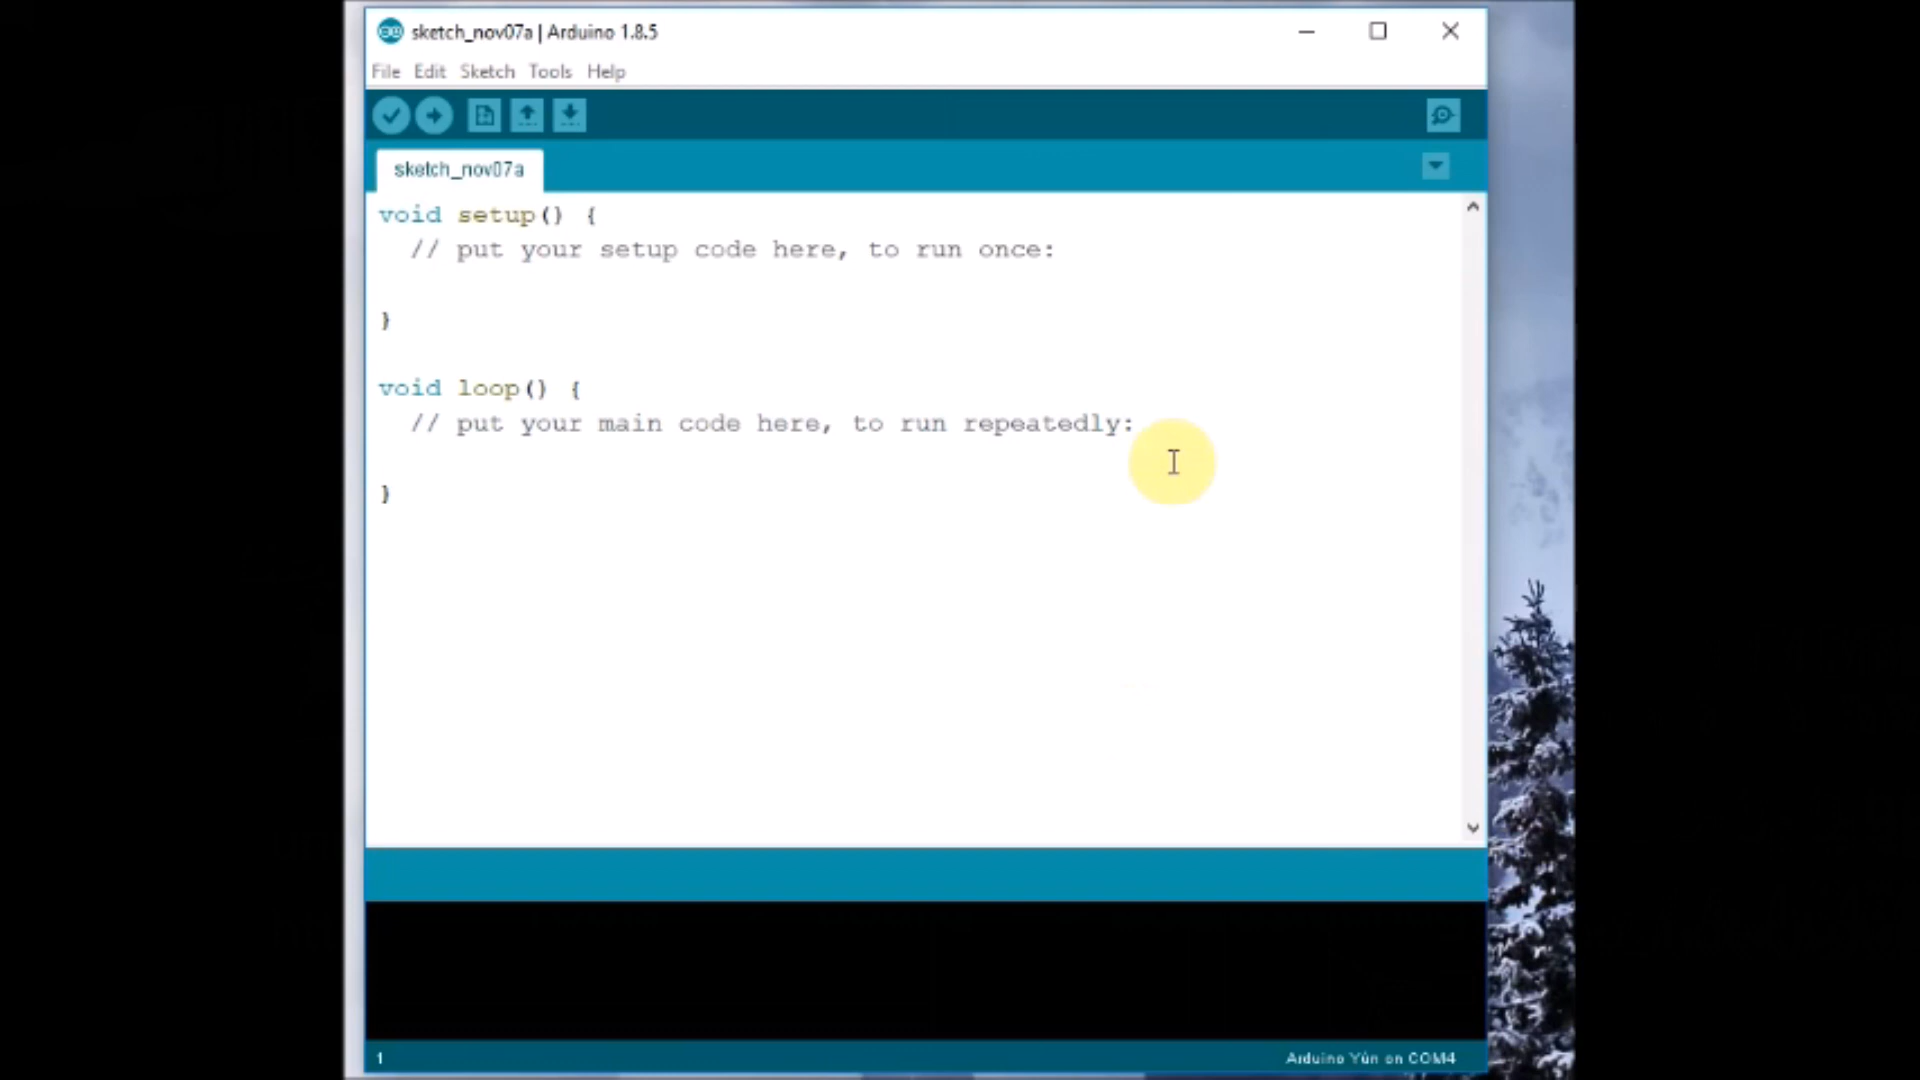 sketch_nov07a | Arduino 1.8.5
File Edit Sketch Tools Help
sketch_nov07a
void setup() {
  // put your setup code here, to run once:
}
void loop() {
  // put your main code here, to run repeatedly:
}
1
Arduino Yún on COM4